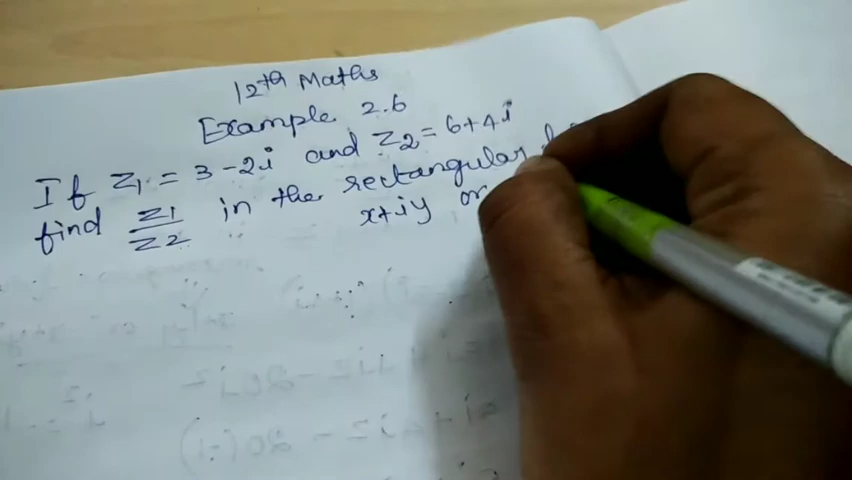 12th Maths
Example 2.6
If z₁ = 3-2i and z₂ = 6+4i
find z₁/z₂ in the rectangular
x+iy or